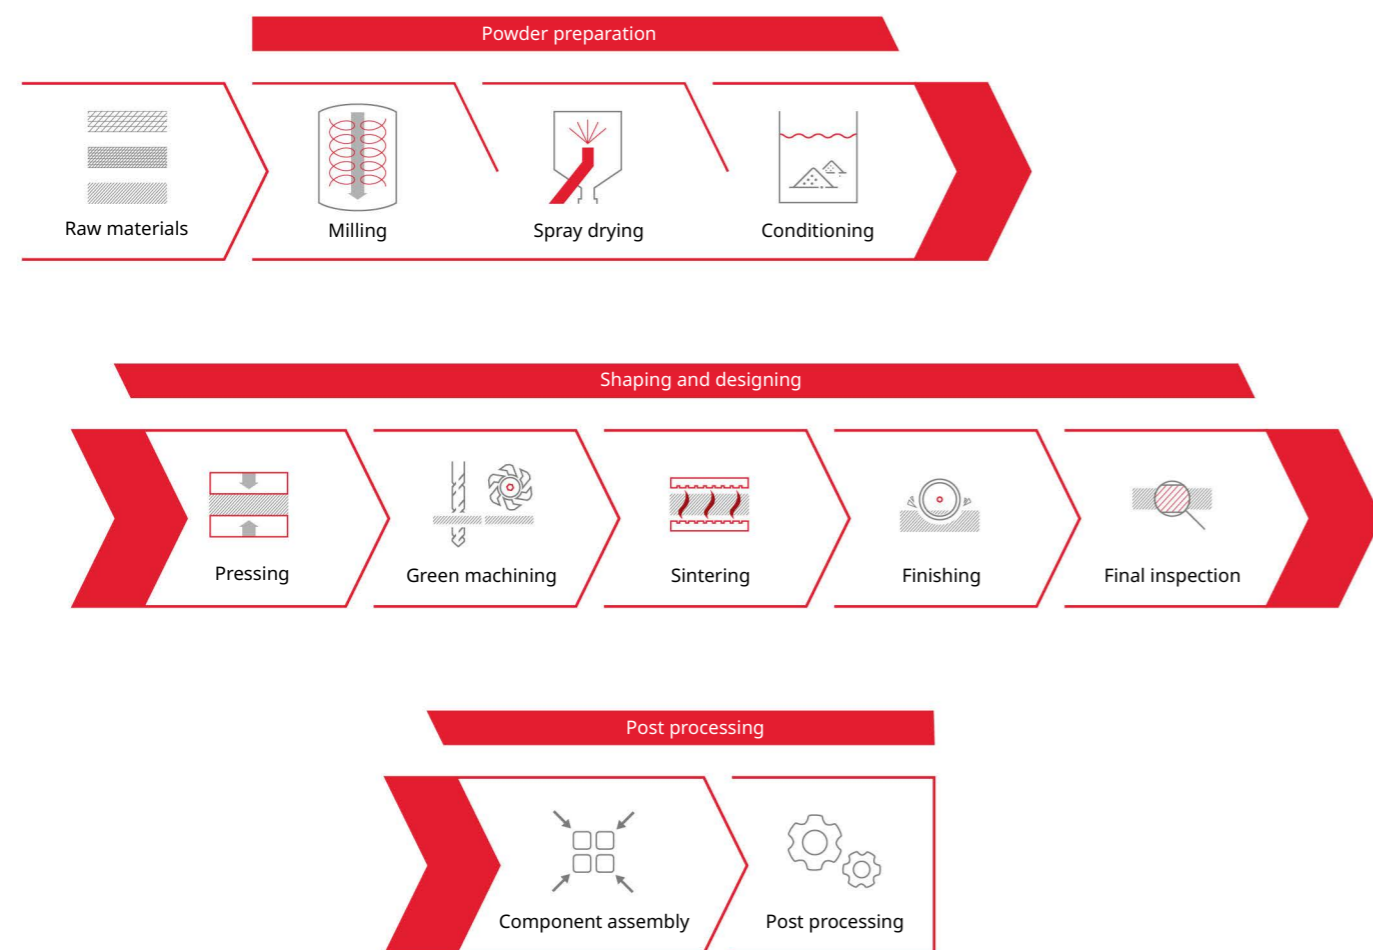 Powder preparation
Raw materials
Milling
Spray drying
Conditioning
Shaping and designing
Pressing
Green machining
Sintering
Finishing
Final inspection
Post processing
Component assembly
Post processing